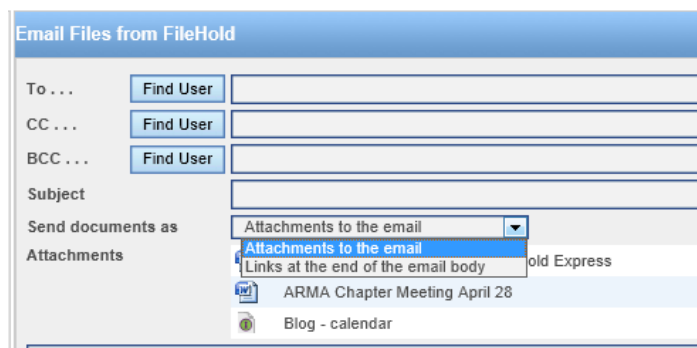 Email Files from FileHold
To . . . Find User
CC . . . Find User
BCC . . . Find User
Subject
Send documents as Attachments to the email
Attachments to the email
Attachments old Express
Links at the end of the email body
ARMA Chapter Meeting April 28
Blog - calendar